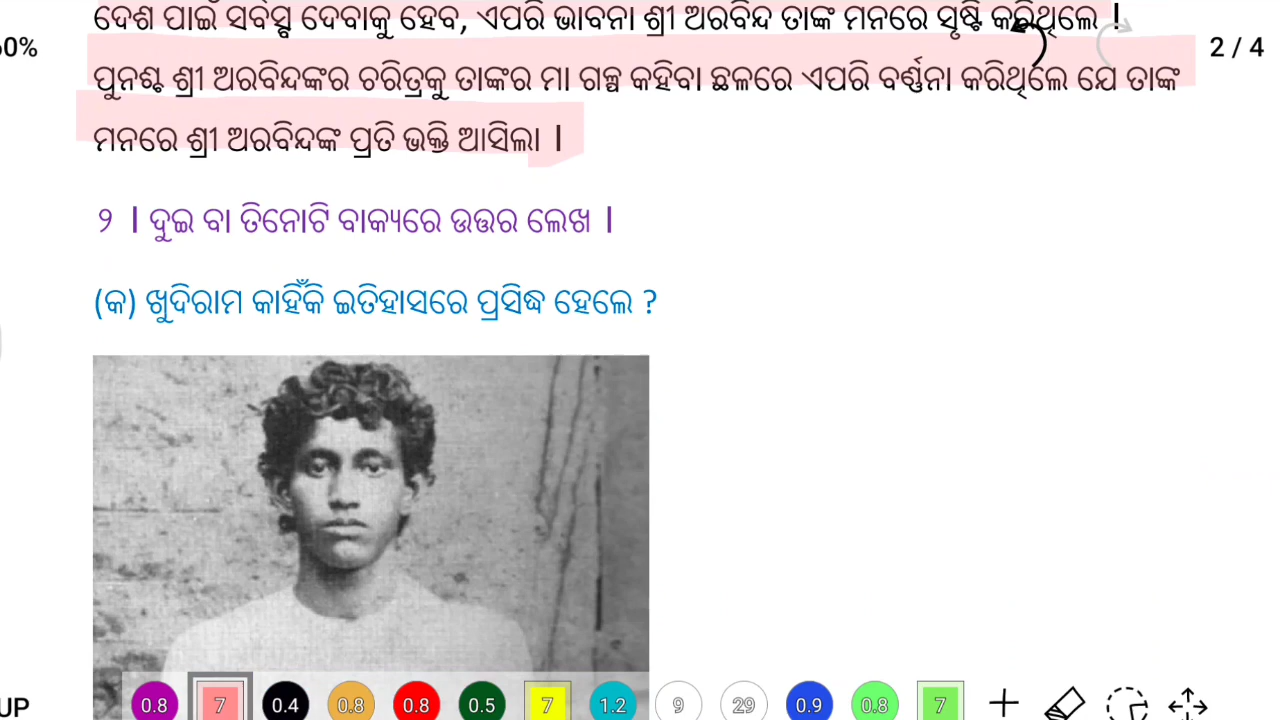 ଦେଶ ପାଇଁ ସର୍ବସ୍ବ ଦେବାକୁ ହେବ, ଏପରି ଭାବନା ଶ୍ରୀ ଅରବିନ୍ଦ ତାଙ୍କ ମନରେ ସୃଷ୍ଟି କରିଥିଲେ ।
2 / 4
ପୁନଶ୍ଚ ଶ୍ରୀ ଅରବିନ୍ଦଙ୍କର ଚରିତ୍ରକୁ ତାଙ୍କର ମା ଗଳ୍ପ କହିବା ଛଳରେ ଏପରି ବର୍ଣ୍ଣନା କରିଥିଲେ ଯେ ତାଙ୍କ
ମନରେ ଶ୍ରୀ ଅରବିନ୍ଦଙ୍କ ପ୍ରତି ଭକ୍ତି ଆସିଲା ।
୨ । ଦୁଇ ବା ତିନୋଟି ବାକ୍ୟରେ ଉତ୍ତର ଲେଖ ।
(କ) ଖୁଦିରାମ କାହିଁକି ଇତିହାସରେ ପ୍ରସିଦ୍ଧ ହେଲେ ?
UP 0.8 7 0.4 0.8 0.8 0.5 7 1.2 9 29 0.9 0.8 7